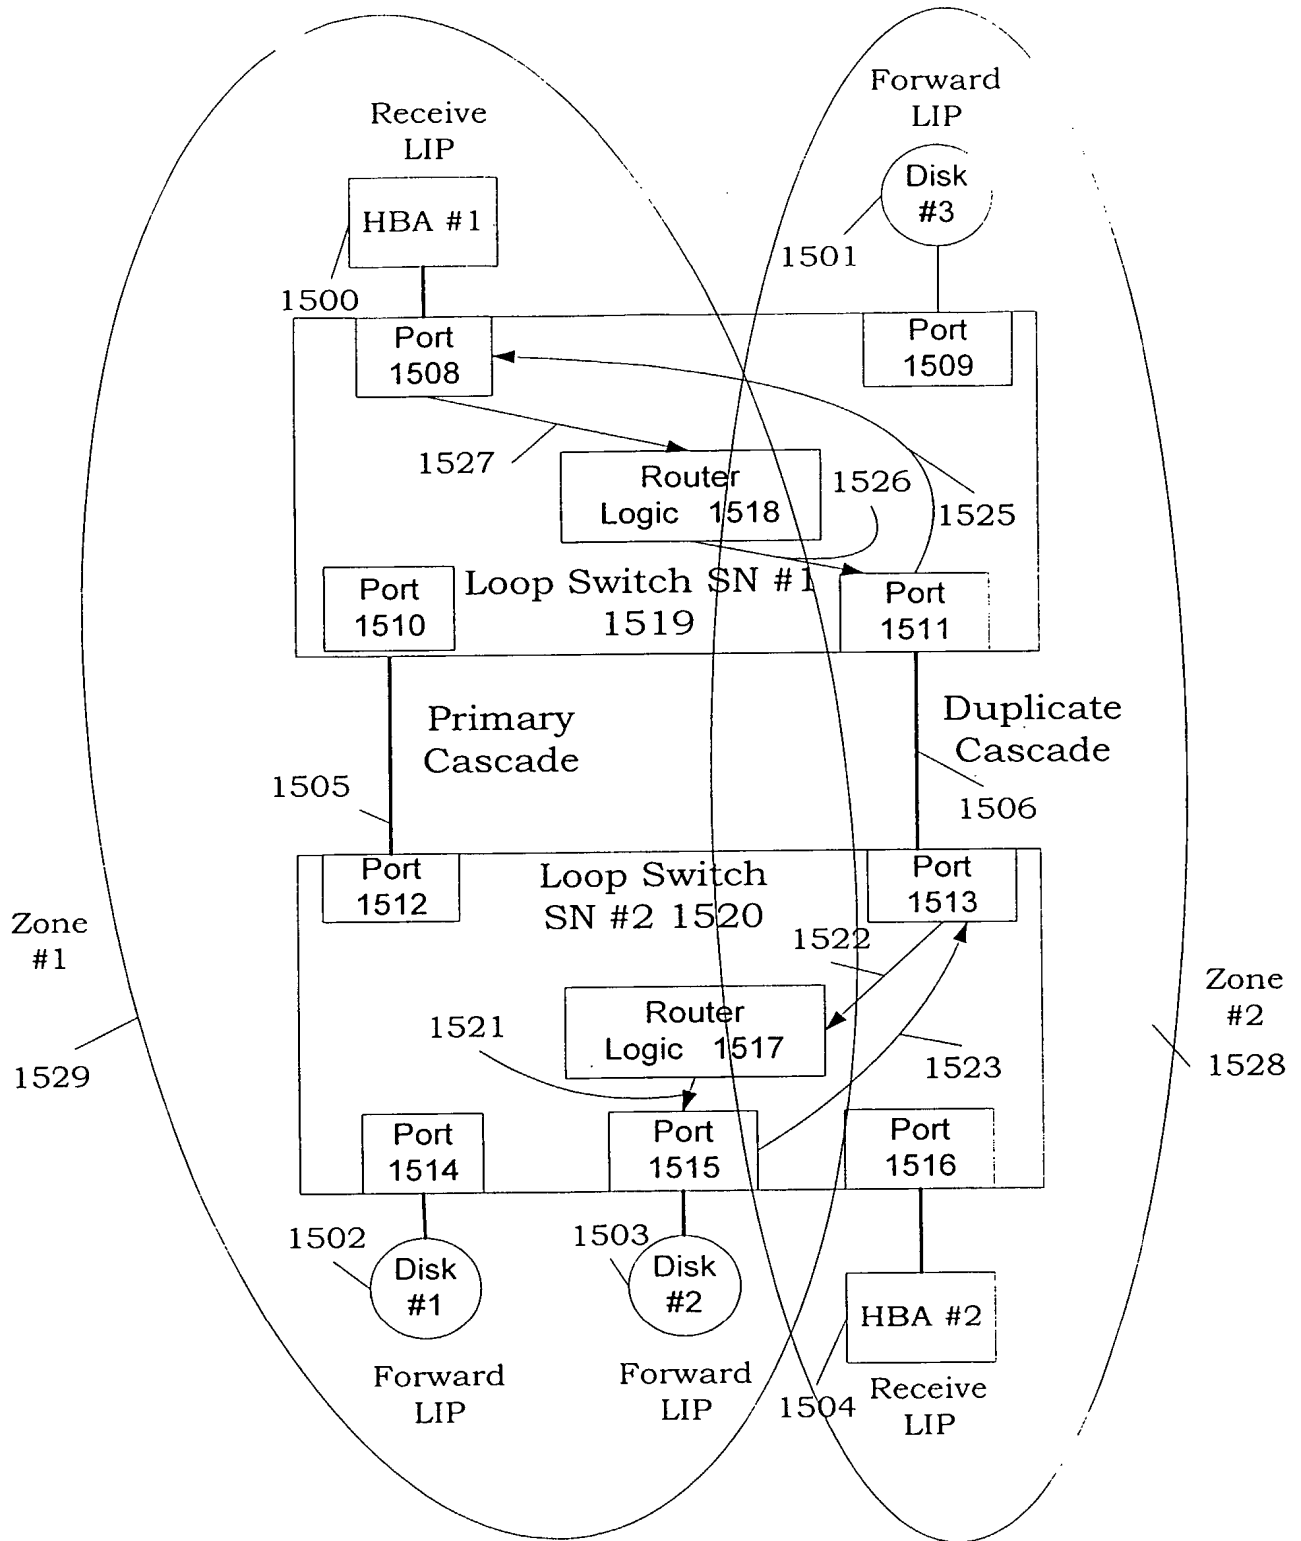 Forward
LIP
Receive
LIP
Disk
#3
HBA #1
1501
1500
Port
1508
Port
1509
1527
1526
Router
Logic 1518
1525
Port
1510
Loop Switch SN #1
1519
Port
1511
Primary
Cascade
Duplicate
Cascade
1505
1506
Port
1512
Loop Switch
SN #2 1520
Port
1513
Zone
#1
1522
Zone
#2
1521
Router
Logic 1517
1523
1529
1528
Port
1514
Port
1515
Port
1516
1502
1503
Disk
#1
Disk
#2
HBA #2
Forward
LIP
Forward
LIP
1504
Receive
LIP